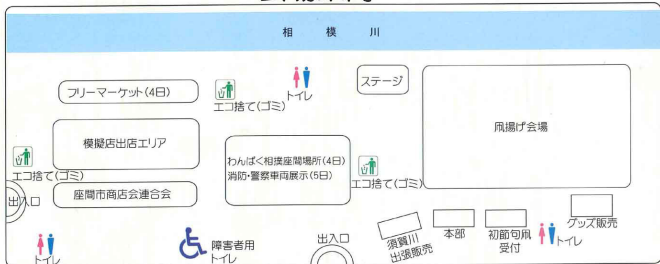 相模川
フリーマーケット(4日)
エコ捨て(ゴミ)
トイレ
ステージ
凧揚げ会場
模擬店出店エリア
わんぱく相撲座間場所(4日)
消防・警察車両展示(5日)
エコ捨て(ゴミ)
エコ捨て(ゴミ)
座間市商店会連合会
出入口
トイレ
障害者用
トイレ
出入口
須賀川
出張販売
本部
初節句凧
受付
トイレ
グッズ販売